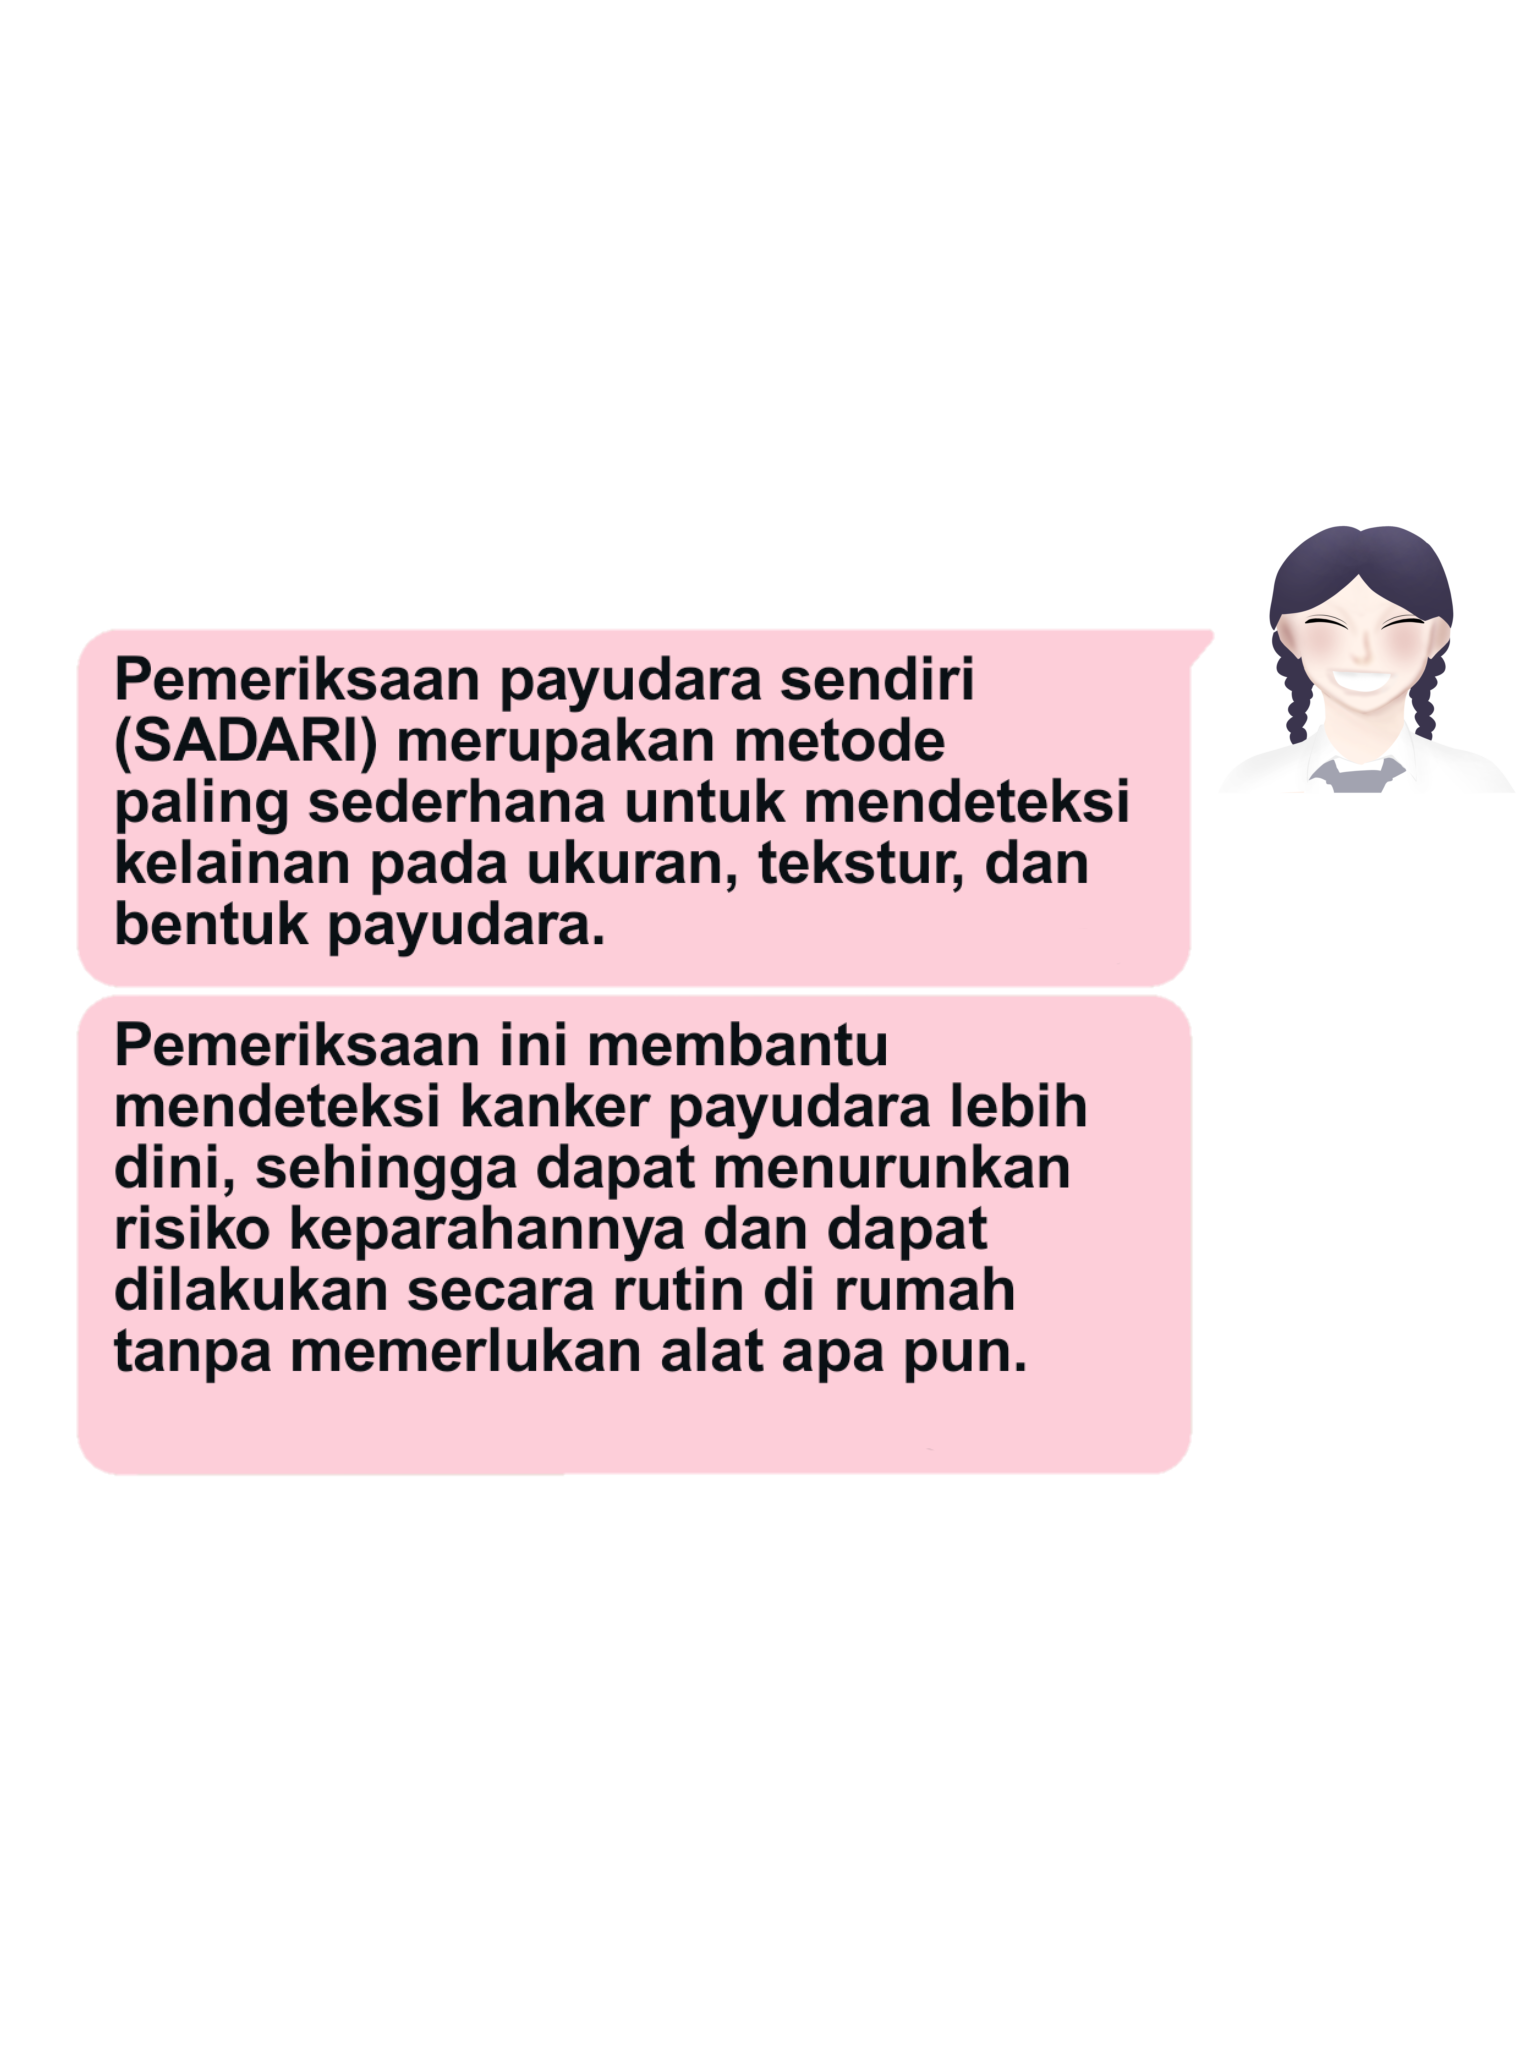 Pemeriksaan payudara sendiri
(SADARI) merupakan metode
paling sederhana untuk mendeteksi
kelainan pada ukuran, tekstur, dan
bentuk payudara.
Pemeriksaan ini membantu
mendeteksi kanker payudara lebih
dini, sehingga dapat menurunkan
risiko keparahannya dan dapat
dilakukan secara rutin di rumah
tanpa memerlukan alat apa pun.